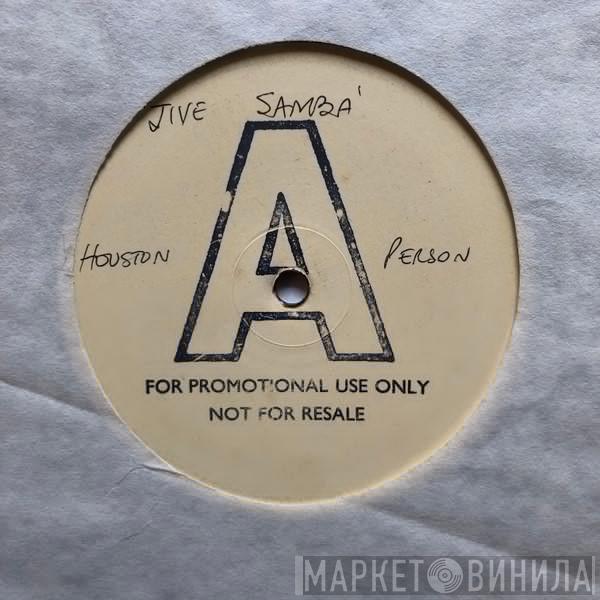 'JIVE SAMBA'
A
HOUSTON PERSON
FOR PROMOTIONAL USE ONLY
NOT FOR RESALE
МАРКЕТ ВИНИЛА